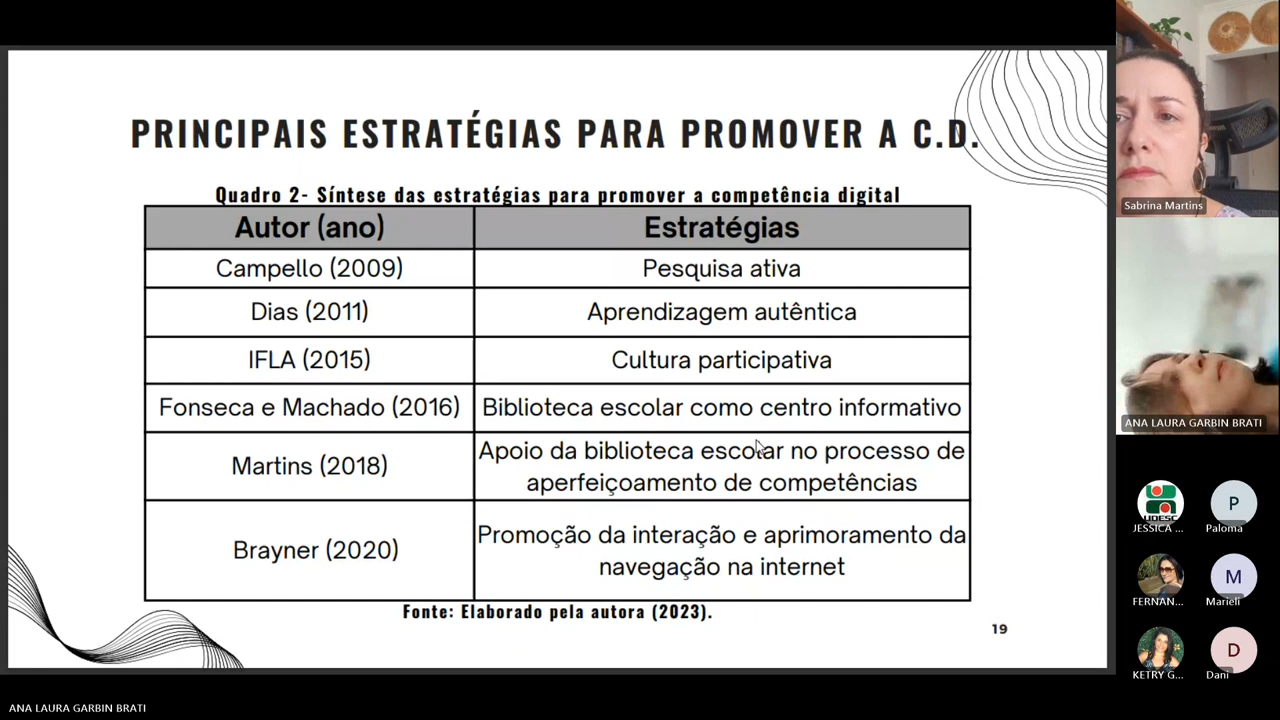 PRINCIPAIS ESTRATÉGIAS PARA PROMOVER A C.D.
Quadro 2- Síntese das estratégias para promover a competência digital
Autor (ano) Estratégias
Campello (2009) Pesquisa ativa
Dias (2011) Aprendizagem autêntica
IFLA (2015) Cultura participativa
Fonseca e Machado (2016) Biblioteca escolar como centro informativo
Martins (2018) Apoio da biblioteca escolar no processo de
aperfeiçoamento de competências
Brayner (2020) Promoção da interação e aprimoramento da
navegação na internet
Fonte: Elaborado pela autora (2023).
19
Sabrina Martins
ANA LAURA GARBIN BRATI
UDESC
P
JESSICA ... Paloma
M
FERNAN... Marieli
D
KETRY G... Dani
ANA LAURA GARBIN BRATI